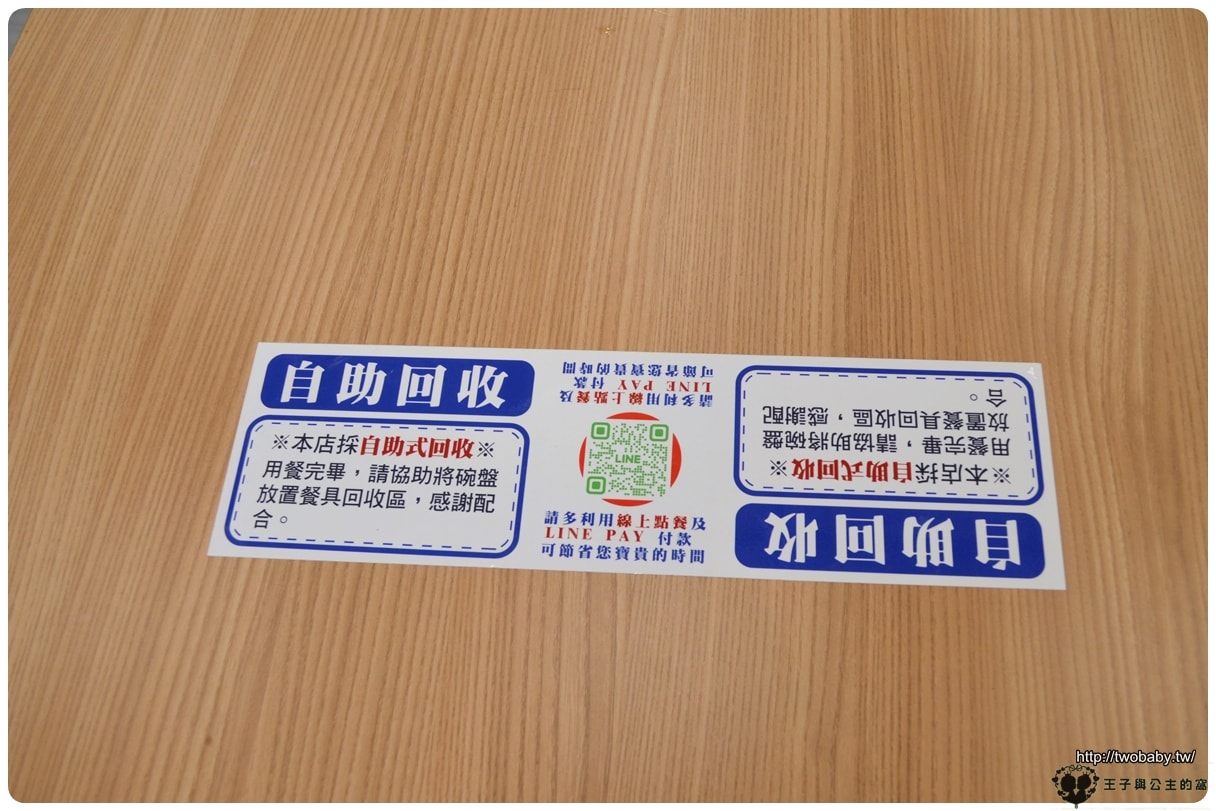 自助回收
※本店採自助式回收※
用餐完畢，請協助將碗盤
放置餐具回收區，感謝配
合。
請多利用線上點餐及
LINE PAY 付款
可節省您寶貴的時間
LINE
請多利用線上點餐及
LINE PAY 付款
可節省您寶貴的時間
自助回收
※本店採自助式回收※
用餐完畢，請協助將碗盤
放置餐具回收區，感謝配
合。
http://twobaby.tw/
王子與公主的窩